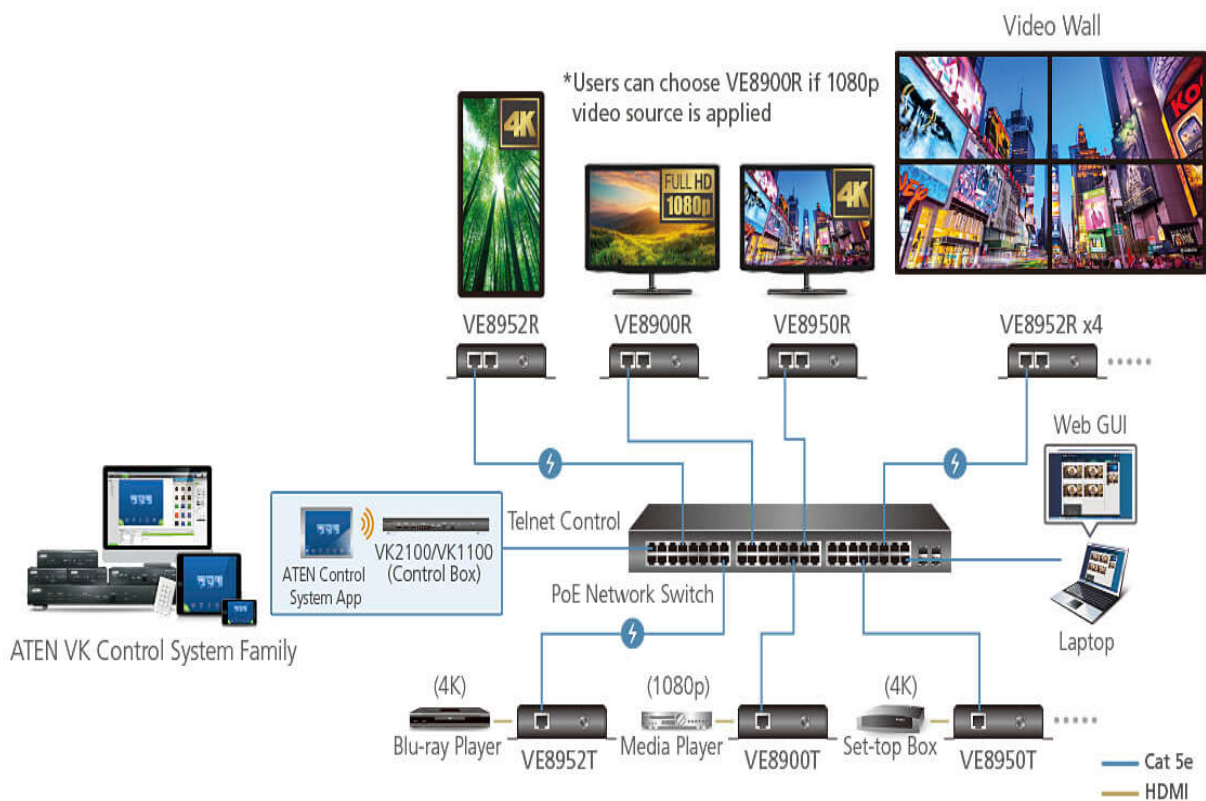 Video Wall
*Users can choose VE8900R if 1080p
video source is applied
4K
FULL HD
1080p
4K
VE8952R
VE8900R
VE8950R
VE8952R x4
Web GUI
Telnet Control
VK2100/VK1100
(Control Box)
ATEN Control
System App
PoE Network Switch
Laptop
ATEN VK Control System Family
(4K)
Blu-ray Player
VE8952T
(1080p)
Media Player
VE8900T
(4K)
Set-top Box
VE8950T
Cat 5e
HDMI